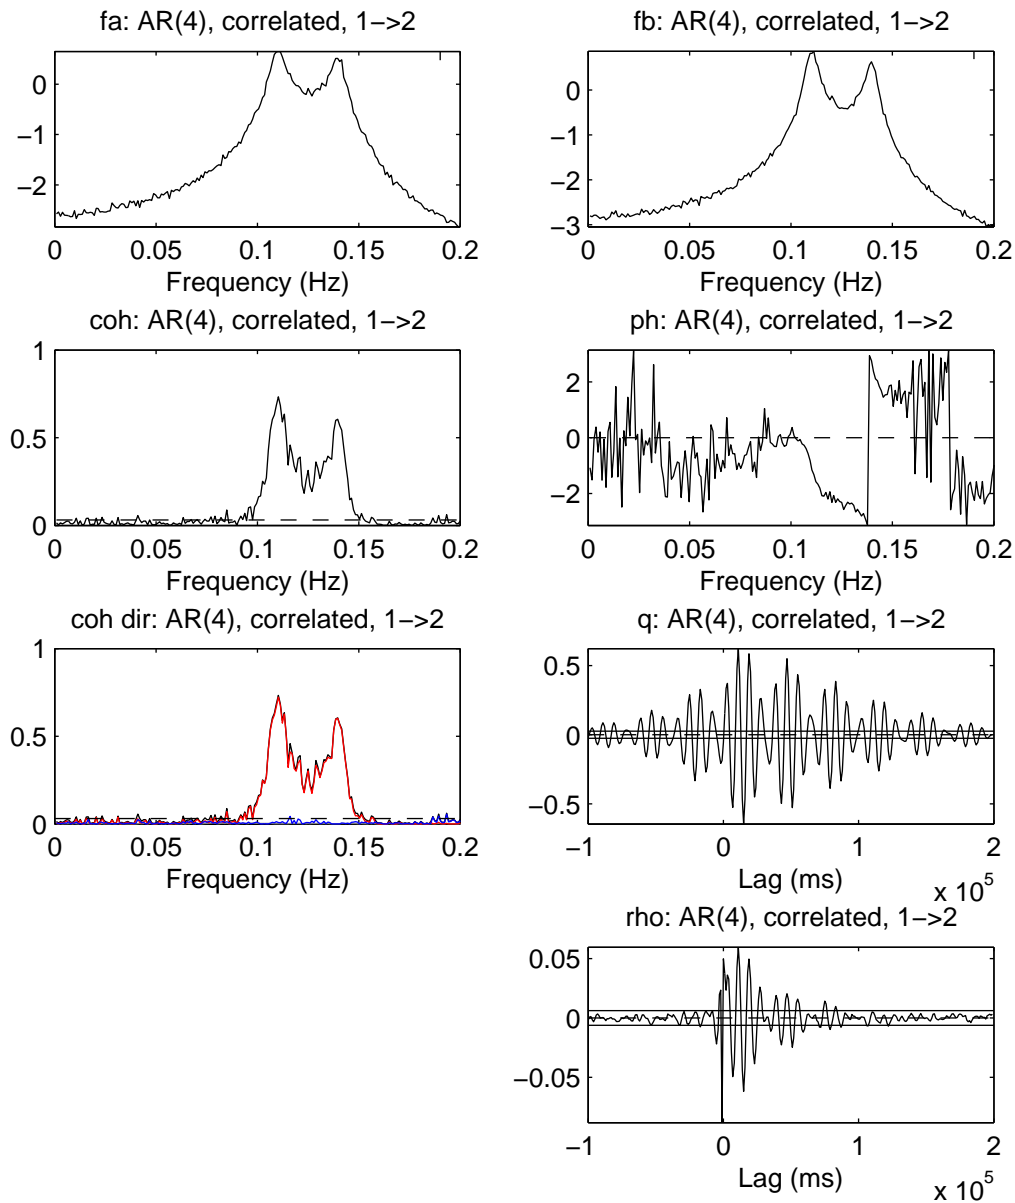 fa: AR(4), correlated, 1−>2
0
−1
−2
0 0.05 0.1 0.15 0.2
Frequency (Hz)
fb: AR(4), correlated, 1−>2
0
−1
−2
−3
0 0.05 0.1 0.15 0.2
Frequency (Hz)
coh: AR(4), correlated, 1−>2
1
0.5
0
0 0.05 0.1 0.15 0.2
Frequency (Hz)
ph: AR(4), correlated, 1−>2
2
0
−2
0 0.05 0.1 0.15 0.2
Frequency (Hz)
coh dir: AR(4), correlated, 1−>2
1
0.5
0
0 0.05 0.1 0.15 0.2
Frequency (Hz)
q: AR(4), correlated, 1−>2
0.5
0
−0.5
−1 0 1 2
Lag (ms)
x 10^5
rho: AR(4), correlated, 1−>2
0.05
0
−0.05
−1 0 1 2
Lag (ms)
x 10^5